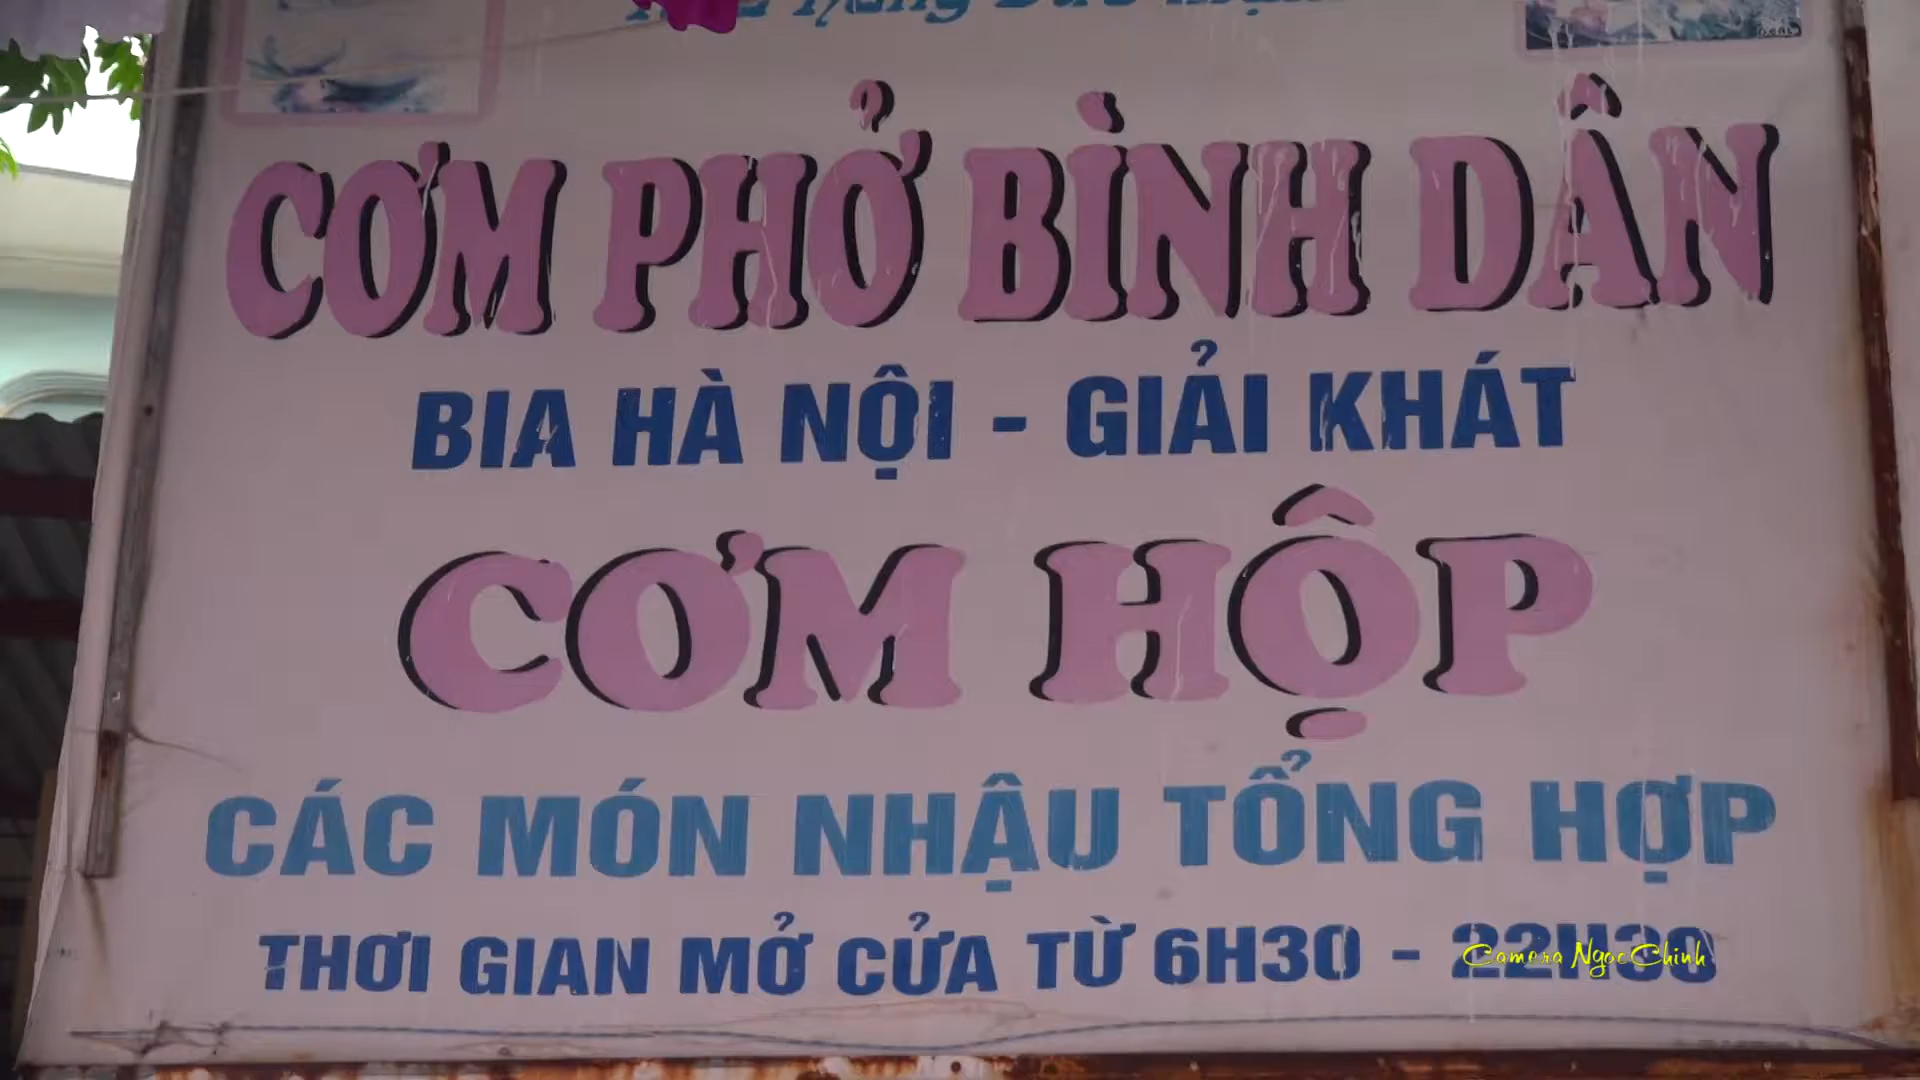 CƠM PHỞ BÌNH DÂN
BIA HÀ NỘI - GIẢI KHÁT
CƠM HỘP
CÁC MÓN NHẬU TỔNG HỢP
THƠI GIAN MỞ CỬA TỪ 6H30 - 22H30
Camera Ngọc Chinh